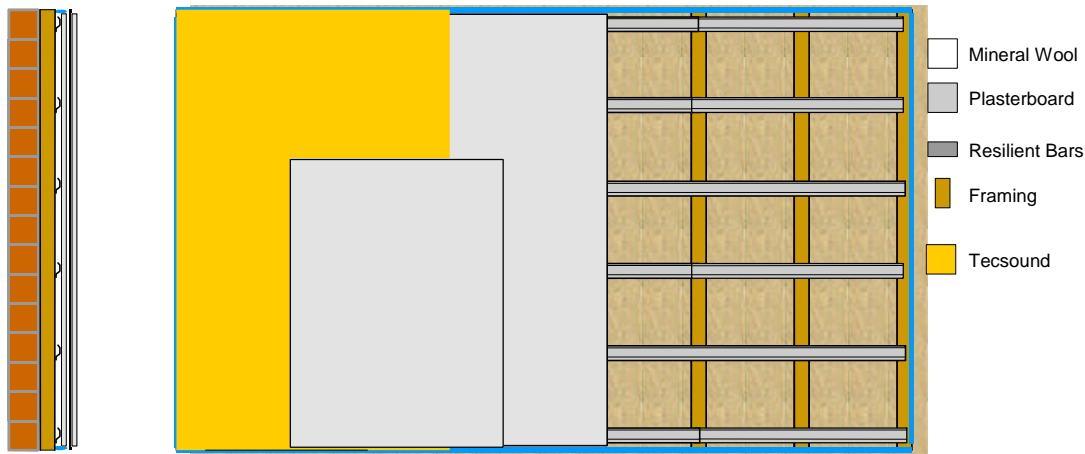 Mineral Wool
Plasterboard
Resilient Bars
Framing
Tecsound